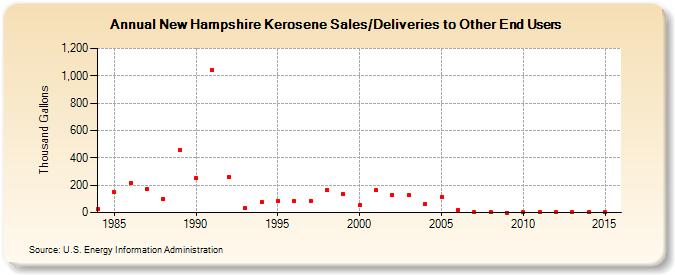 Annual New Hampshire Kerosene Sales/Deliveries to Other End Users
Thousand Gallons
1,200
1,000
800
600
400
200
0
1985 1990 1995 2000 2005 2010 2015
Source: U.S. Energy Information Administration